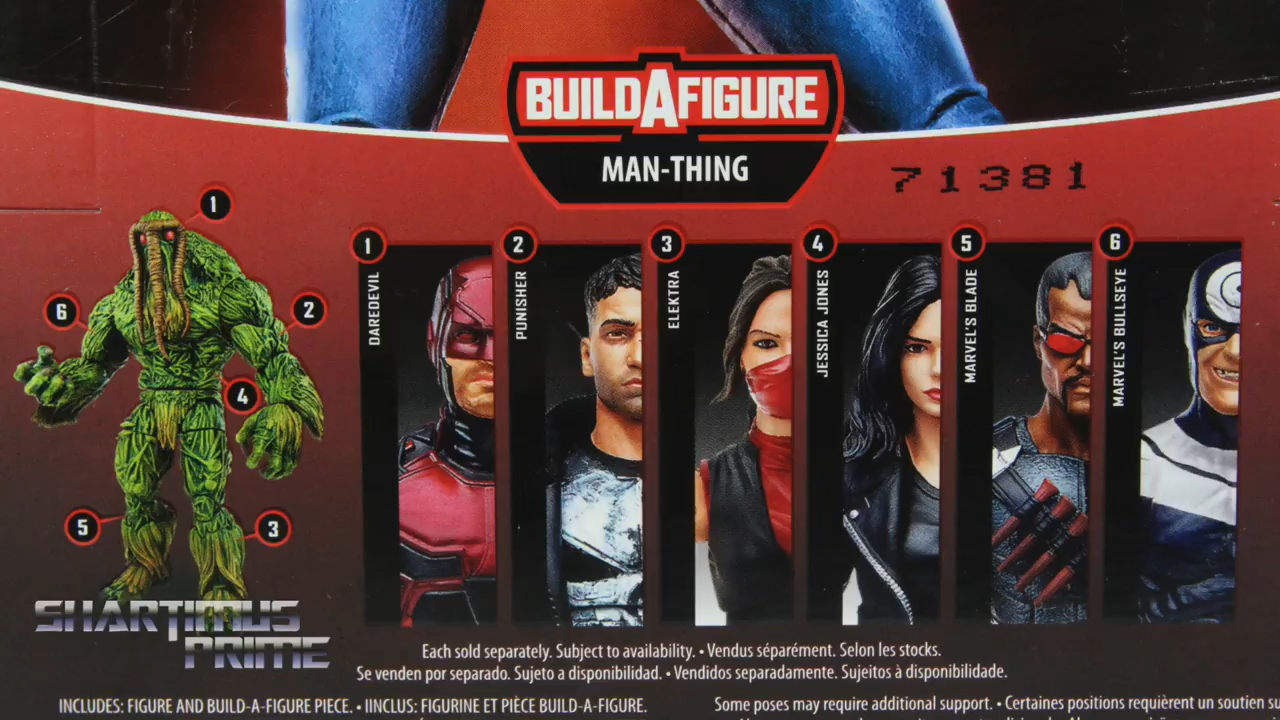 BUILDAFIGURE
MAN-THING
71381
1
6
2
4
5
3
1
DAREDEVIL
2
PUNISHER
3
ELEKTRA
4
JESSICA JONES
5
MARVEL'S BLADE
6
MARVEL'S BULLSEYE
SHARTIMUS
PRIME
Each sold separately. Subject to availability. • Vendus séparément. Selon les stocks.
Se venden por separado. Sujeto a disponibilidad. • Vendidos separadamente. Sujeitos à disponibilidade.
INCLUDES: FIGURE AND BUILD-A-FIGURE PIECE. • IINCLUS: FIGURINE ET PIÈCE BUILD-A-FIGURE.
Some poses may require additional support. • Certaines positions requièrent un soutien